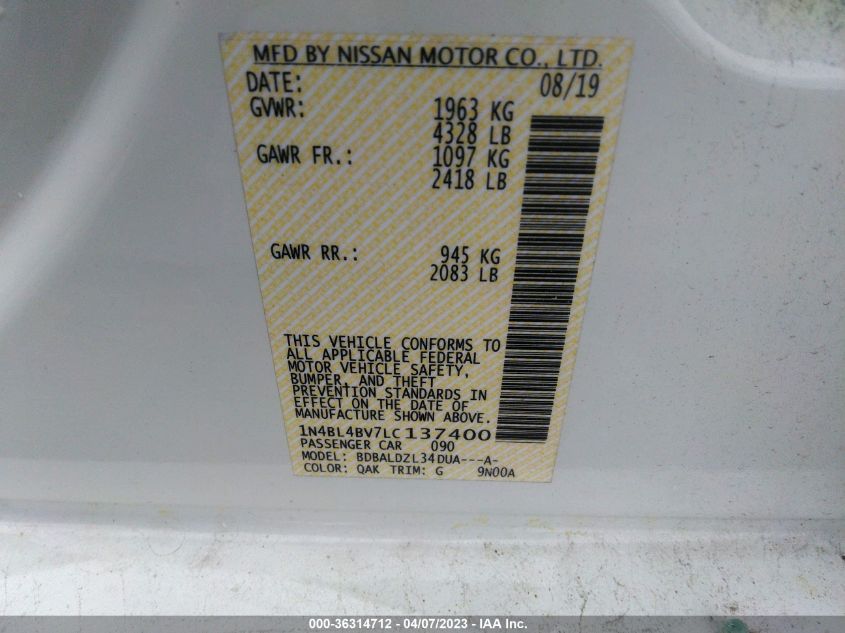 MFD BY NISSAN MOTOR CO., LTD.
DATE: 08/19
GVWR: 1963 KG
4328 LB
GAWR FR.: 1097 KG
2418 LB
GAWR RR.: 945 KG
2083 LB
THIS VEHICLE CONFORMS TO
ALL APPLICABLE FEDERAL
MOTOR VEHICLE SAFETY,
BUMPER, AND THEFT
PREVENTION STANDARDS IN
EFFECT ON THE DATE OF
MANUFACTURE SHOWN ABOVE.
1N4BL4BV7LC137400
PASSENGER CAR 090
MODEL: BDBALDZL34DUA---A-
COLOR: QAK TRIM: G 9N00A
000-36314712 - 04/07/2023 - IAA Inc.